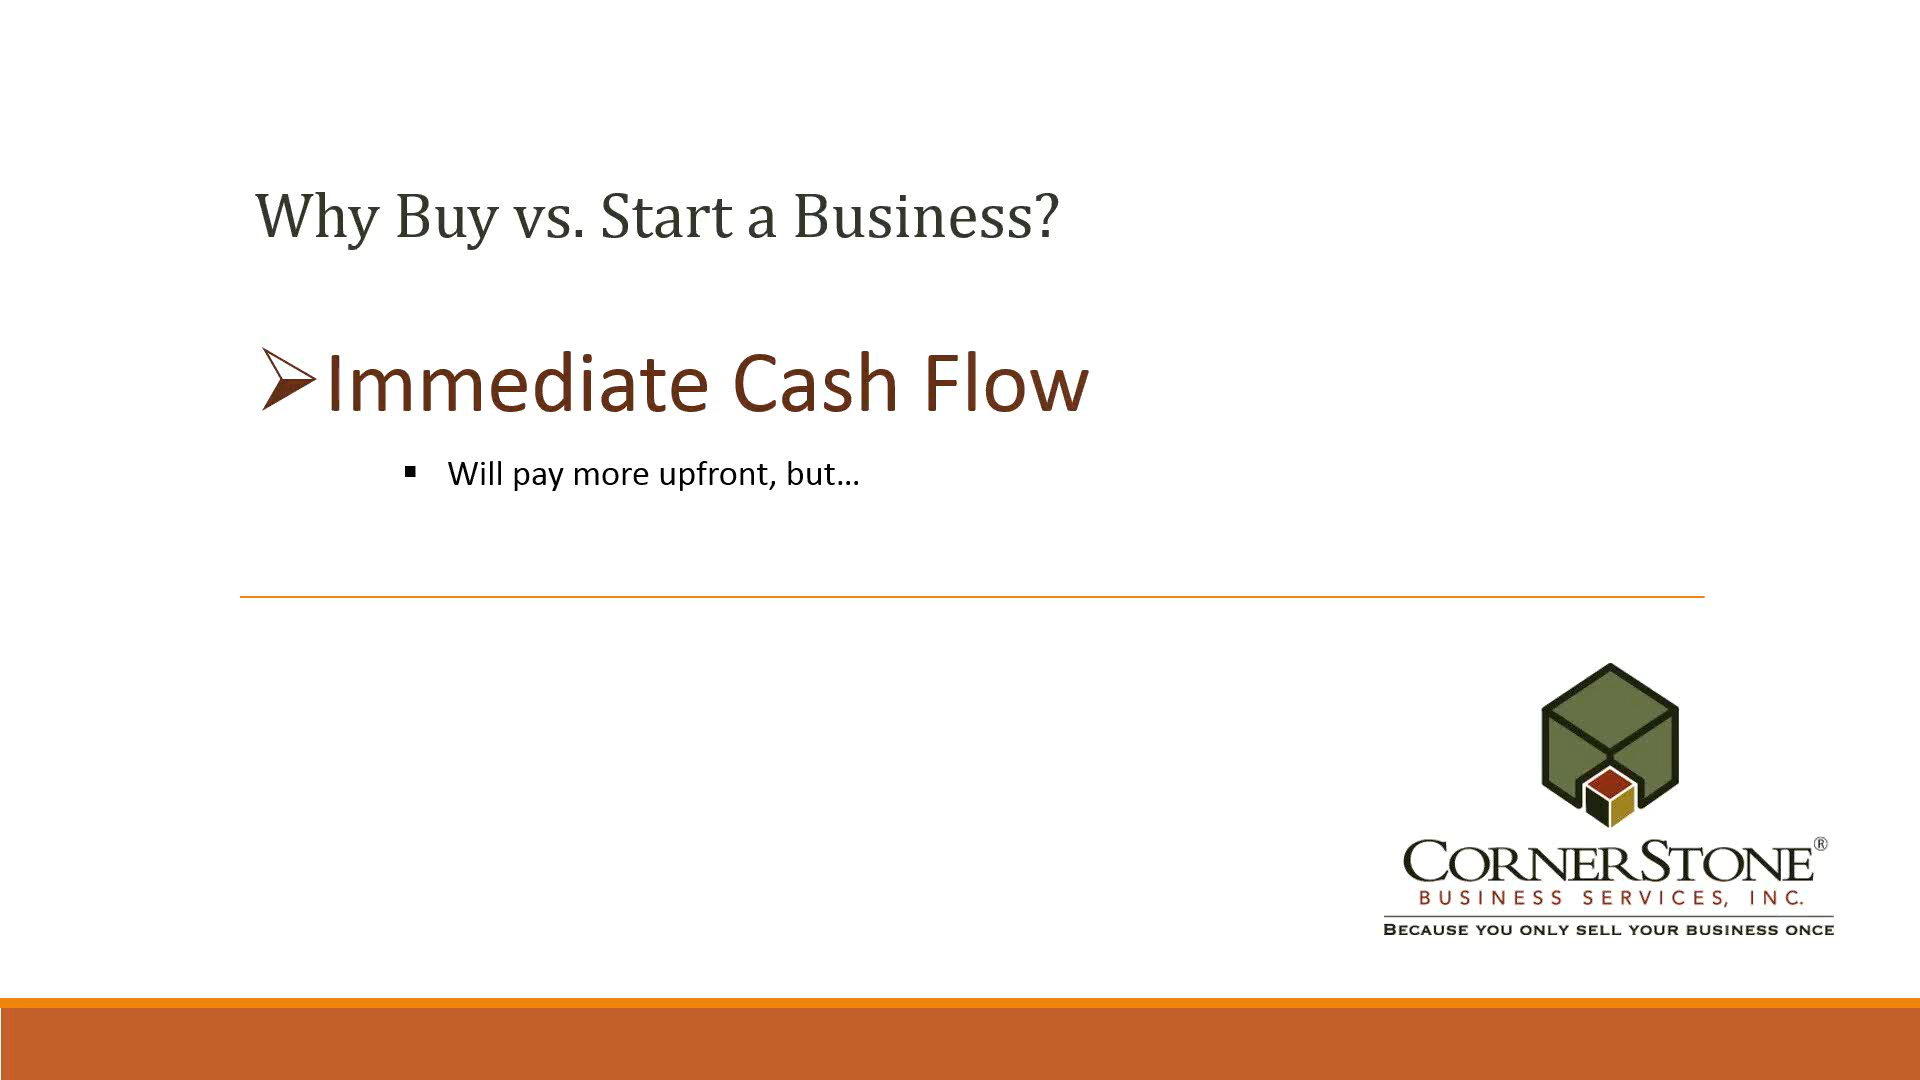 Why Buy vs. Start a Business?
Immediate Cash Flow
Will pay more upfront, but…
CORNERSTONE®
BUSINESS SERVICES, INC.
BECAUSE YOU ONLY SELL YOUR BUSINESS ONCE